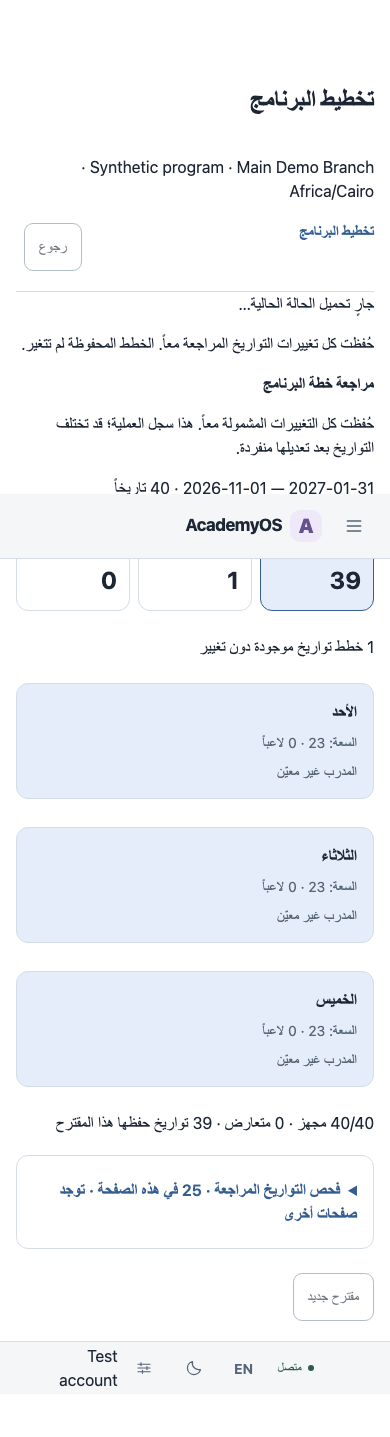 تخطيط البرنامج
Synthetic program · Main Demo Branch ·
Africa/Cairo
تخطيط البرنامج
رجوع
جارٍ تحميل الحالة الحالية...
حُفظت كل تغييرات التواريخ المراجعة معاً. الخطط المحفوظة لم تتغير.
مراجعة خطة البرنامج
حُفظت كل التغييرات المشمولة معاً. هذا سجل العملية؛ قد تختلف
التواريخ بعد تعديلها منفردة.
2026-11-01 — 2027-01-31 · 40 تاريخاً
A AcademyOS
39
1
0
1 خطط تواريخ موجودة دون تغيير
الأحد
السعة: 23 · 0 لاعباً
المدرب غير معيّن
الثلاثاء
السعة: 23 · 0 لاعباً
المدرب غير معيّن
الخميس
السعة: 23 · 0 لاعباً
المدرب غير معيّن
40/40 مجهز · 0 متعارض · 39 تواريخ حفظها هذا المقترح
فحص التواريخ المراجعة · 25 في هذه الصفحة · توجد
صفحات أخرى
مقترح جديد
متصل
EN
Test
account